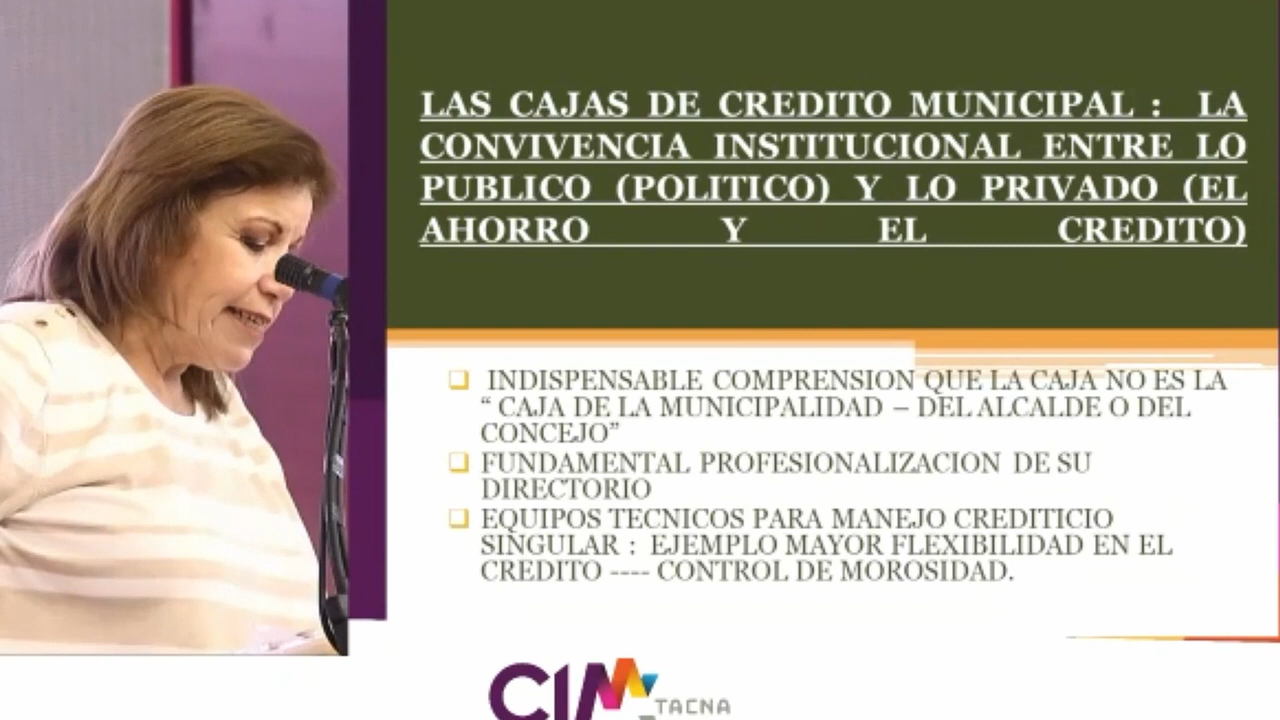 LAS CAJAS DE CREDITO MUNICIPAL : LA
CONVIVENCIA INSTITUCIONAL ENTRE LO
PUBLICO (POLITICO) Y LO PRIVADO (EL
AHORRO Y EL CREDITO)
❑ INDISPENSABLE COMPRENSION QUE LA CAJA NO ES LA
“ CAJA DE LA MUNICIPALIDAD – DEL ALCALDE O DEL
CONCEJO”
❑ FUNDAMENTAL PROFESIONALIZACION DE SU
DIRECTORIO
❑ EQUIPOS TECNICOS PARA MANEJO CREDITICIO
SINGULAR : EJEMPLO MAYOR FLEXIBILIDAD EN EL
CREDITO ---- CONTROL DE MOROSIDAD.
CIM_TACNA